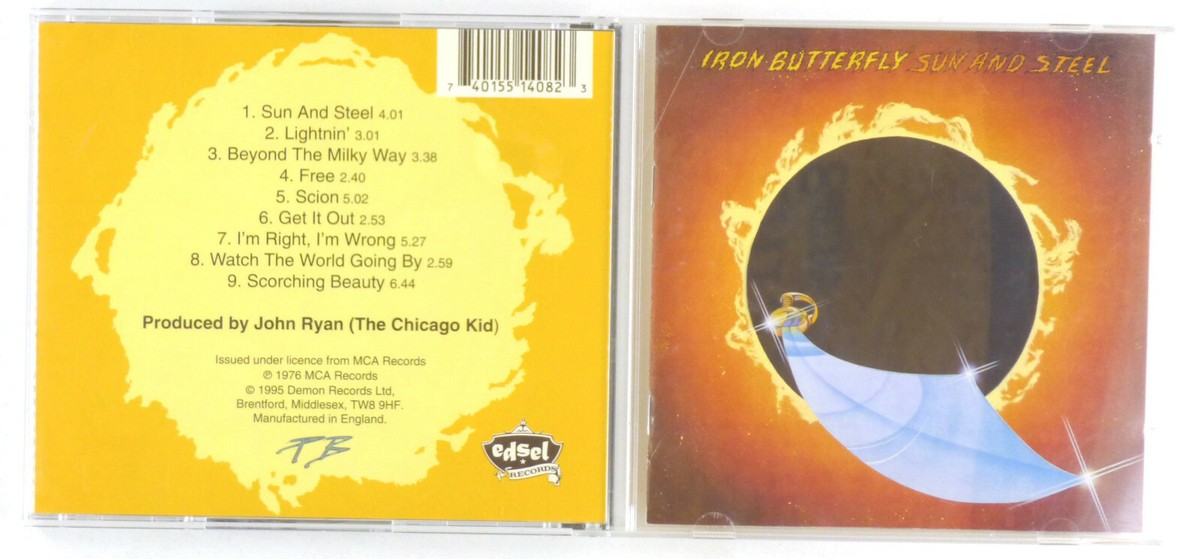 7 40155 14082 3
1. Sun And Steel 4.01
2. Lightnin' 3.01
3. Beyond The Milky Way 3.38
4. Free 2.40
5. Scion 5.02
6. Get It Out 2.53
7. I'm Right, I'm Wrong 5.27
8. Watch The World Going By 2.59
9. Scorching Beauty 6.44
Produced by John Ryan (The Chicago Kid)
Issued under licence from MCA Records
℗ 1976 MCA Records
© 1995 Demon Records Ltd,
Brentford, Middlesex, TW8 9HF.
Manufactured in England.
edsel
RECORDS
IRON BUTTERFLY SUN AND STEEL